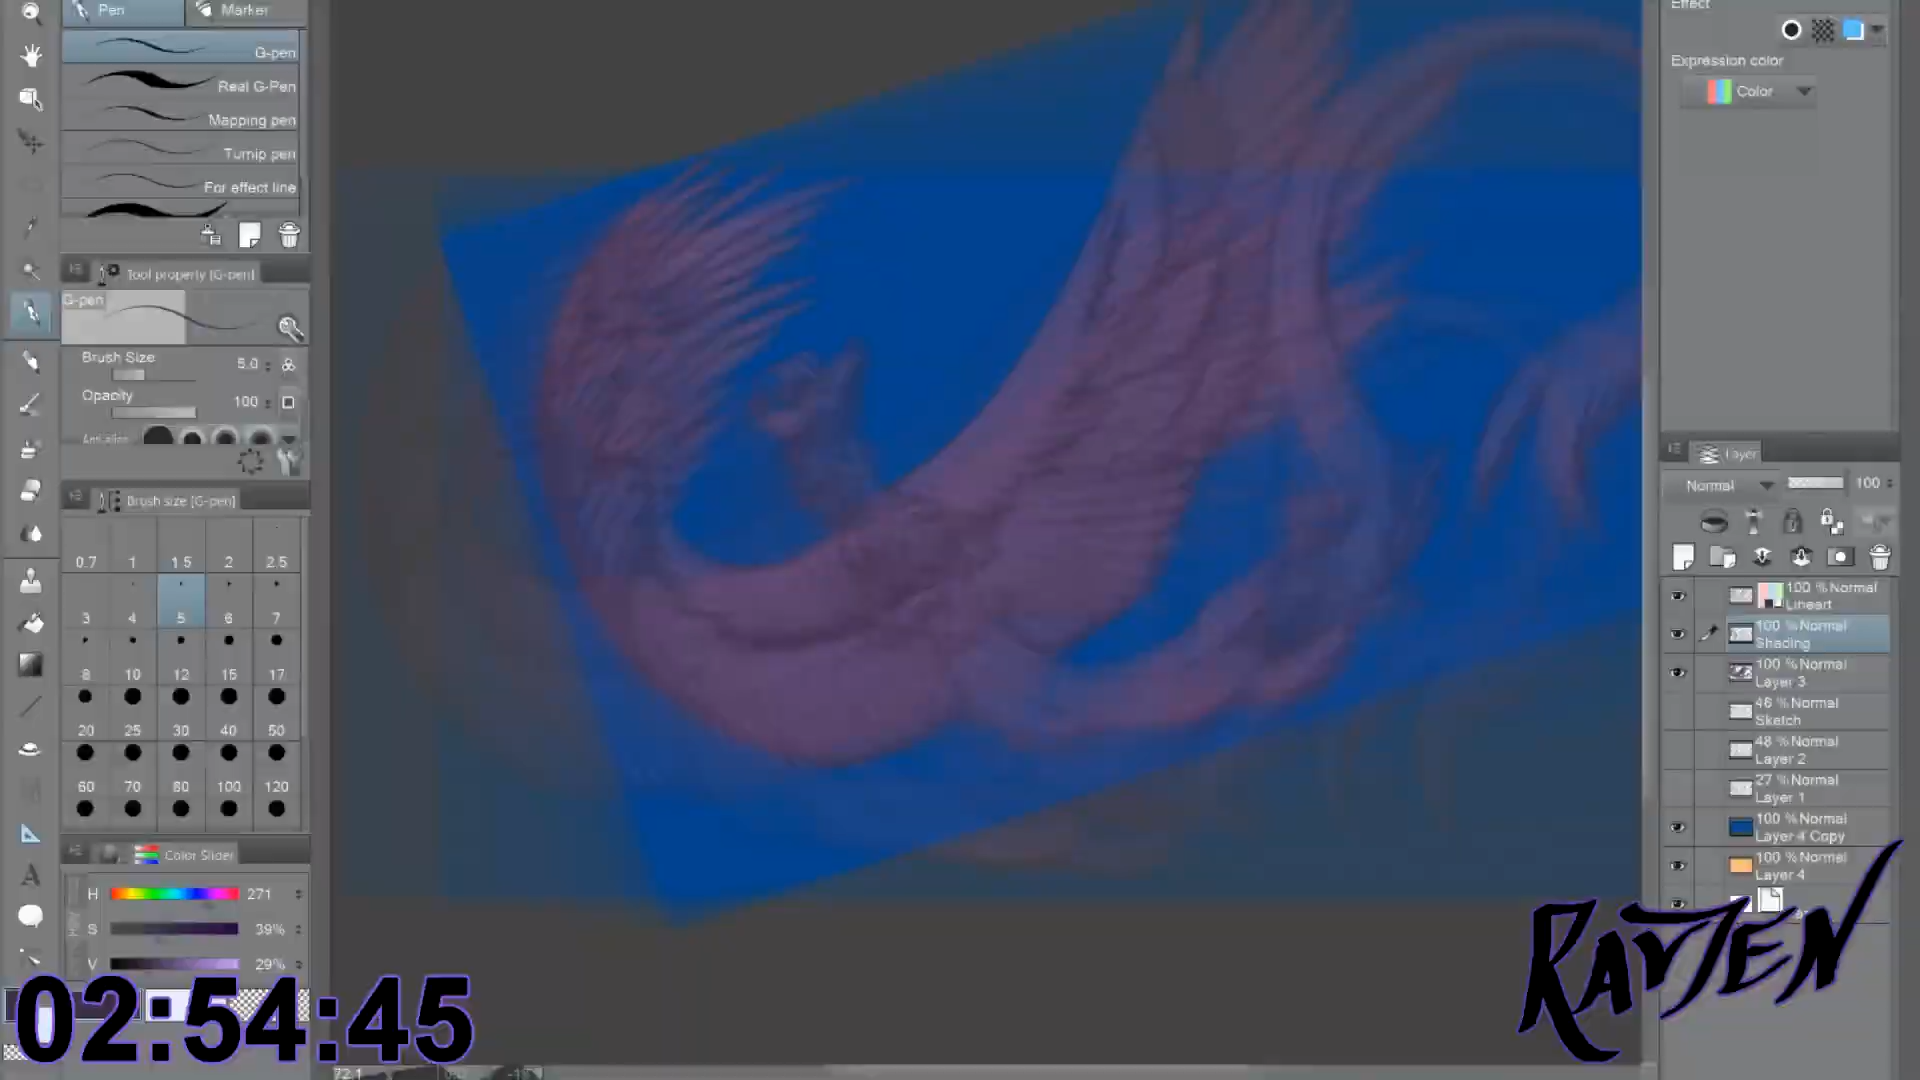 Pen
Marker
G-pen
Real G-Pen
Mapping pen
Turnip pen
For effect line
Tool property [G-pen]
G-pen
Brush Size 5.0
Opacity 100
Brush size [G-pen]
0.7 1 1.5 2 2.5
3 4 5 6 7
8 10 12 15 17
20 25 30 40 50
60 70 80 100 120
Color Slider
H 271
S 39%
V 29%
02:54:45
72.1
Effect
Expression color
Color
Layer
Normal 100
100 % Normal
Lineart
100 % Normal
Shading
100 % Normal
Layer 3
46 % Normal
Sketch
48 % Normal
Layer 2
27 % Normal
Layer 1
100 % Normal
Layer 4 Copy
100 % Normal
Layer 4